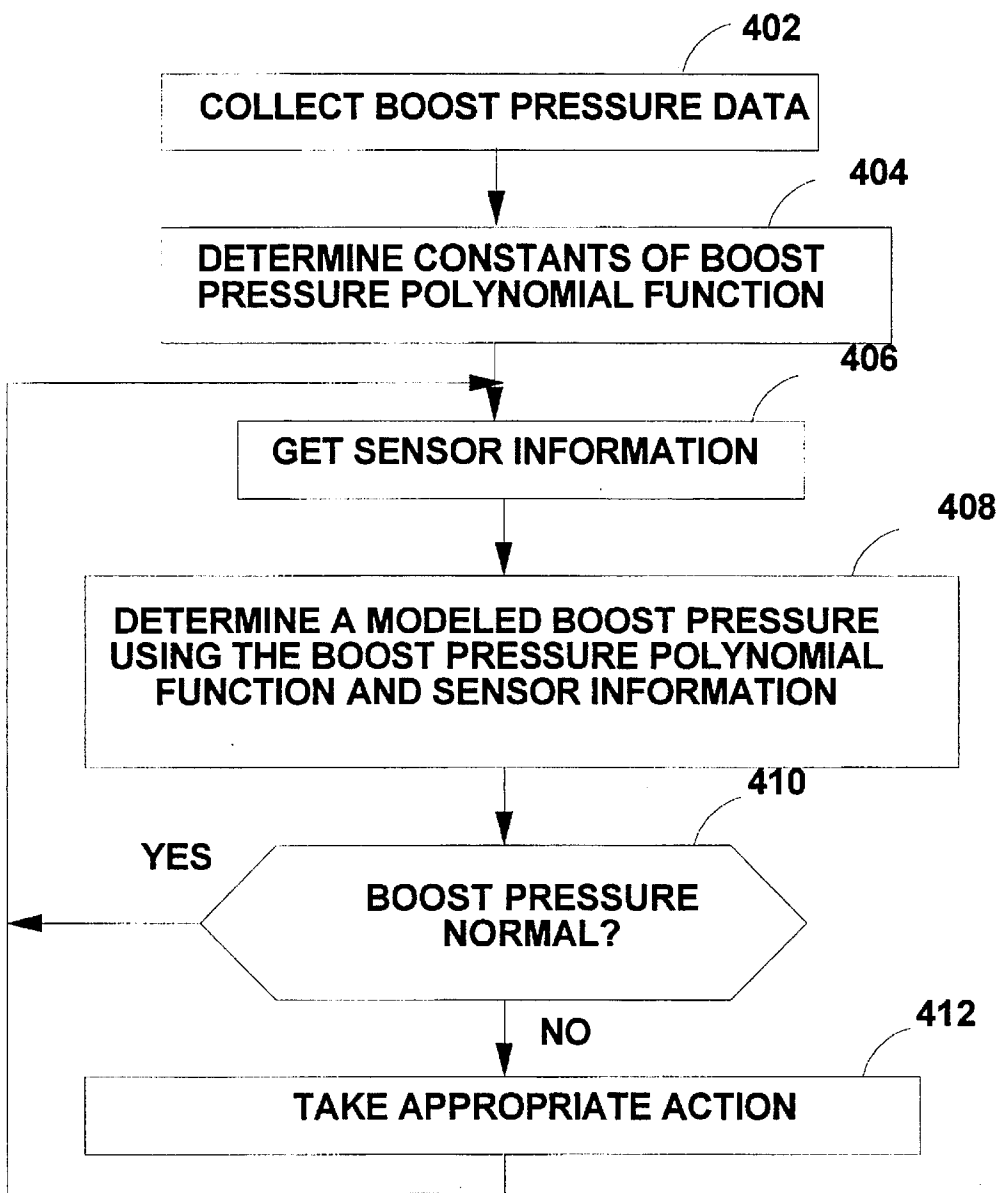 402
COLLECT BOOST PRESSURE DATA
404
DETERMINE CONSTANTS OF BOOST
PRESSURE POLYNOMIAL FUNCTION
406
GET SENSOR INFORMATION
408
DETERMINE A MODELED BOOST PRESSURE
USING THE BOOST PRESSURE POLYNOMIAL
FUNCTION AND SENSOR INFORMATION
410
YES
BOOST PRESSURE
NORMAL?
NO
412
TAKE APPROPRIATE ACTION